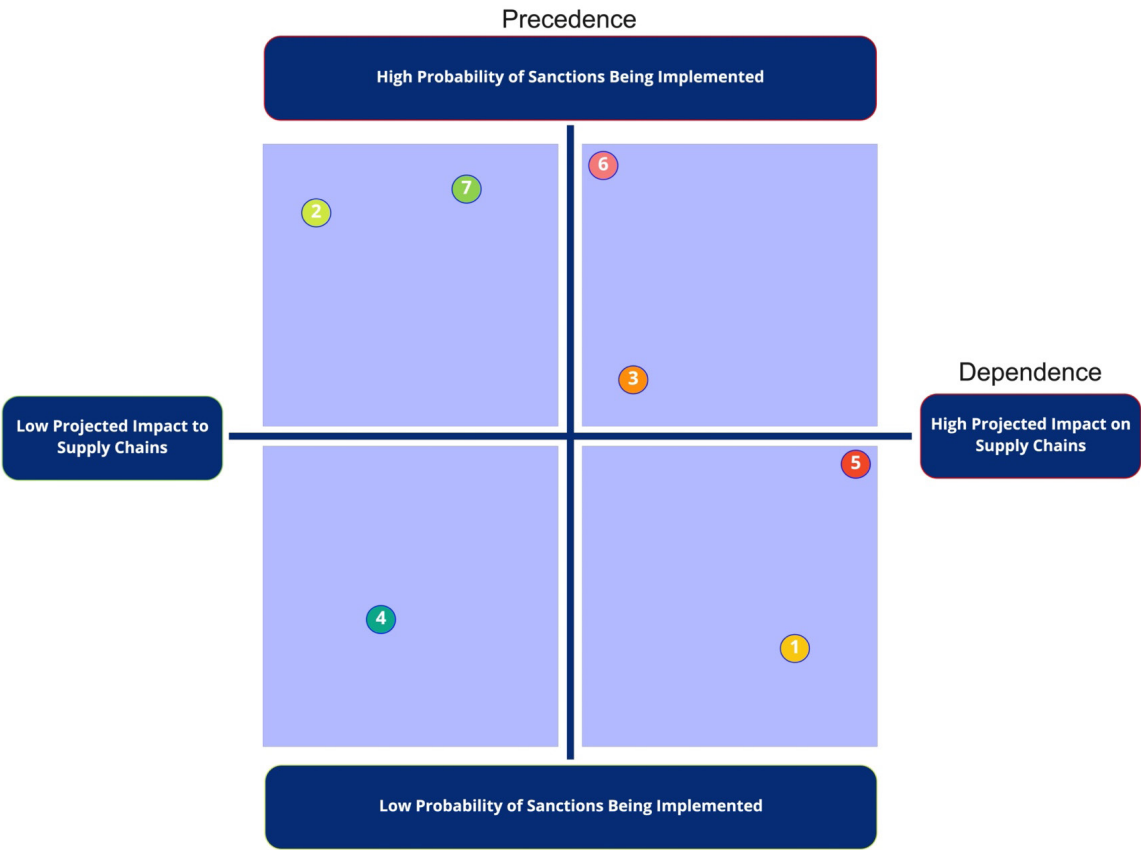 Precedence
High Probability of Sanctions Being Implemented
6
7
2
3
Dependence
Low Projected Impact to
Supply Chains
High Projected Impact on
Supply Chains
5
4
1
Low Probability of Sanctions Being Implemented